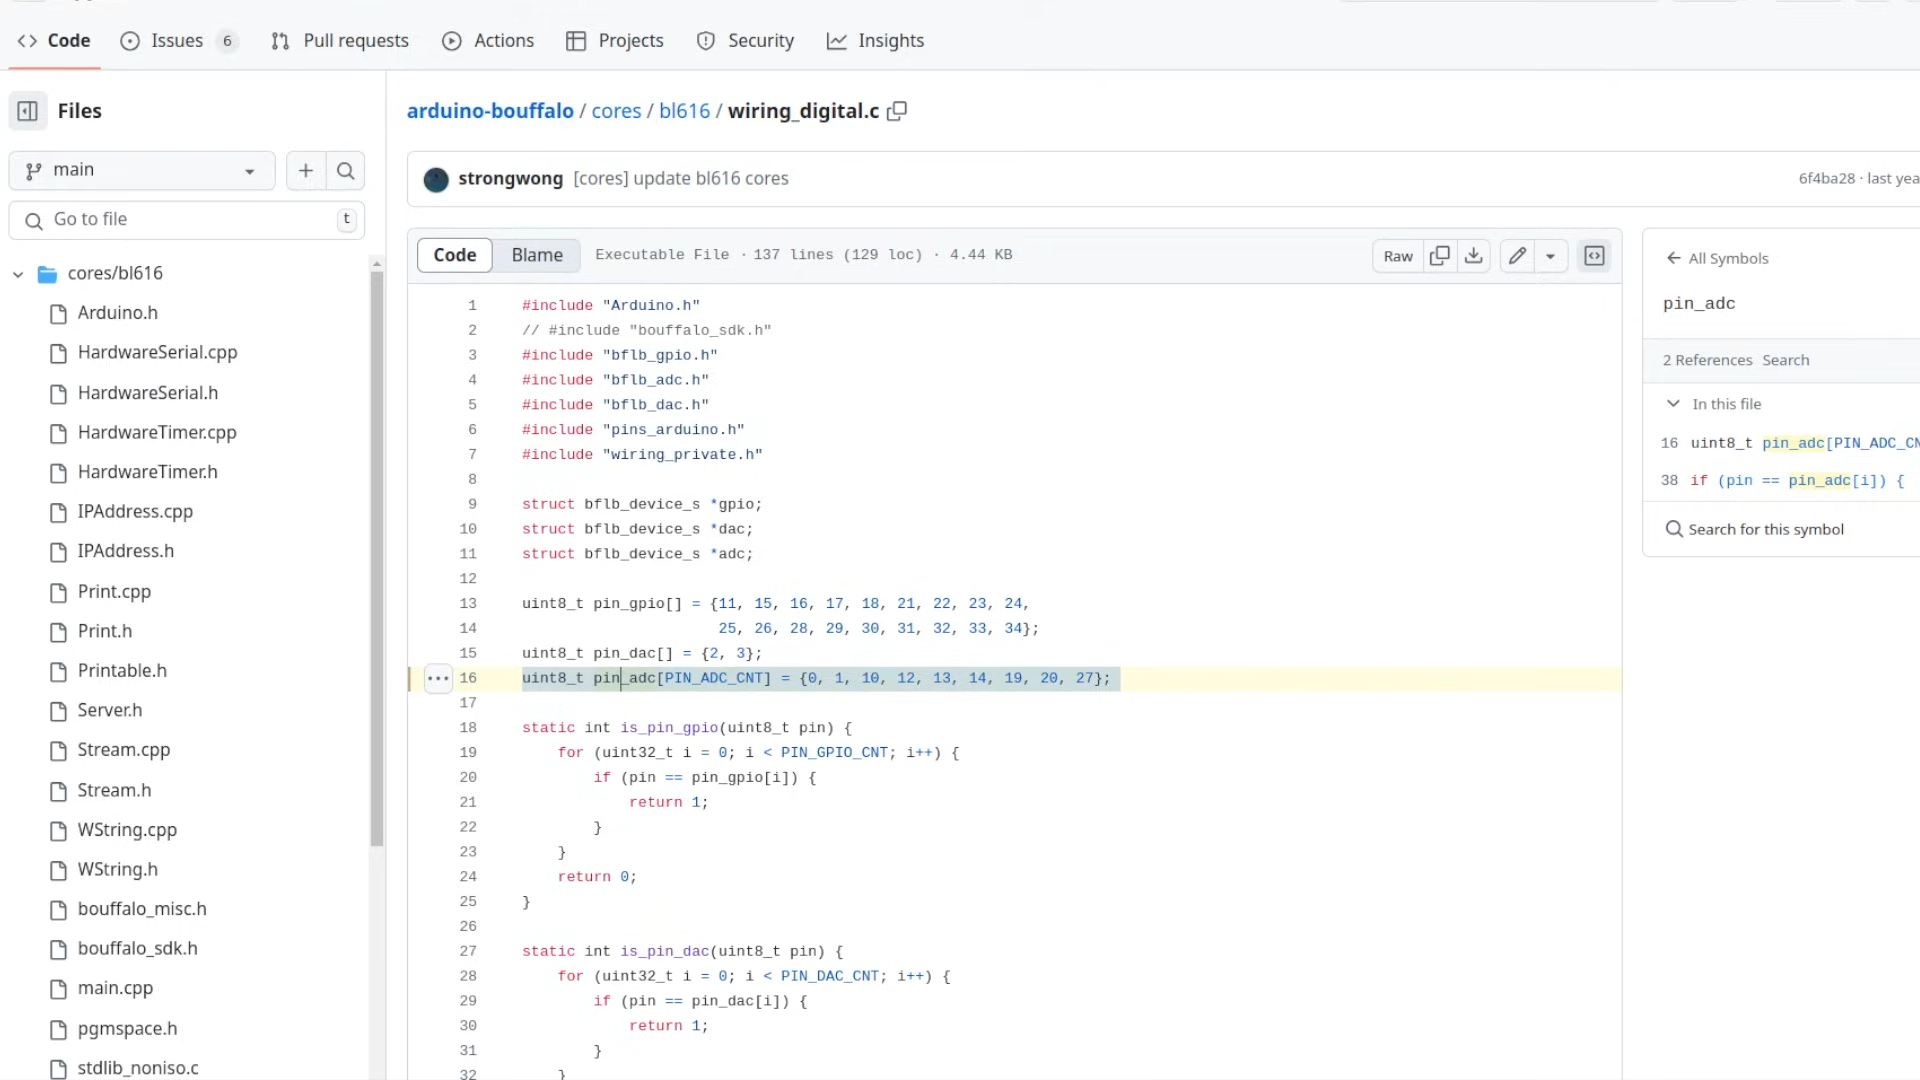 Code Issues 6 Pull requests Actions Projects Security Insights
Files
main
Go to file t
cores/bl616
Arduino.h
HardwareSerial.cpp
HardwareSerial.h
HardwareTimer.cpp
HardwareTimer.h
IPAddress.cpp
IPAddress.h
Print.cpp
Print.h
Printable.h
Server.h
Stream.cpp
Stream.h
WString.cpp
WString.h
bouffalo_misc.h
bouffalo_sdk.h
main.cpp
pgmspace.h
stdlib_noniso.c
arduino-bouffalo / cores / bl616 / wiring_digital.c
strongwong [cores] update bl616 cores 6f4ba28 · last yea
Code Blame Executable File · 137 lines (129 loc) · 4.44 KB Raw
1 #include "Arduino.h"
2 // #include "bouffalo_sdk.h"
3 #include "bflb_gpio.h"
4 #include "bflb_adc.h"
5 #include "bflb_dac.h"
6 #include "pins_arduino.h"
7 #include "wiring_private.h"
8
9 struct bflb_device_s *gpio;
10 struct bflb_device_s *dac;
11 struct bflb_device_s *adc;
12
13 uint8_t pin_gpio[] = {11, 15, 16, 17, 18, 21, 22, 23, 24,
14 25, 26, 28, 29, 30, 31, 32, 33, 34};
15 uint8_t pin_dac[] = {2, 3};
16 uint8_t pin_adc[PIN_ADC_CNT] = {0, 1, 10, 12, 13, 14, 19, 20, 27};
17
18 static int is_pin_gpio(uint8_t pin) {
19 for (uint32_t i = 0; i < PIN_GPIO_CNT; i++) {
20 if (pin == pin_gpio[i]) {
21 return 1;
22 }
23 }
24 return 0;
25 }
26
27 static int is_pin_dac(uint8_t pin) {
28 for (uint32_t i = 0; i < PIN_DAC_CNT; i++) {
29 if (pin == pin_dac[i]) {
30 return 1;
31 }
32 }
All Symbols
pin_adc
2 References Search
In this file
16 uint8_t pin_adc[PIN_ADC_CN
38 if (pin == pin_adc[i]) {
Search for this symbol